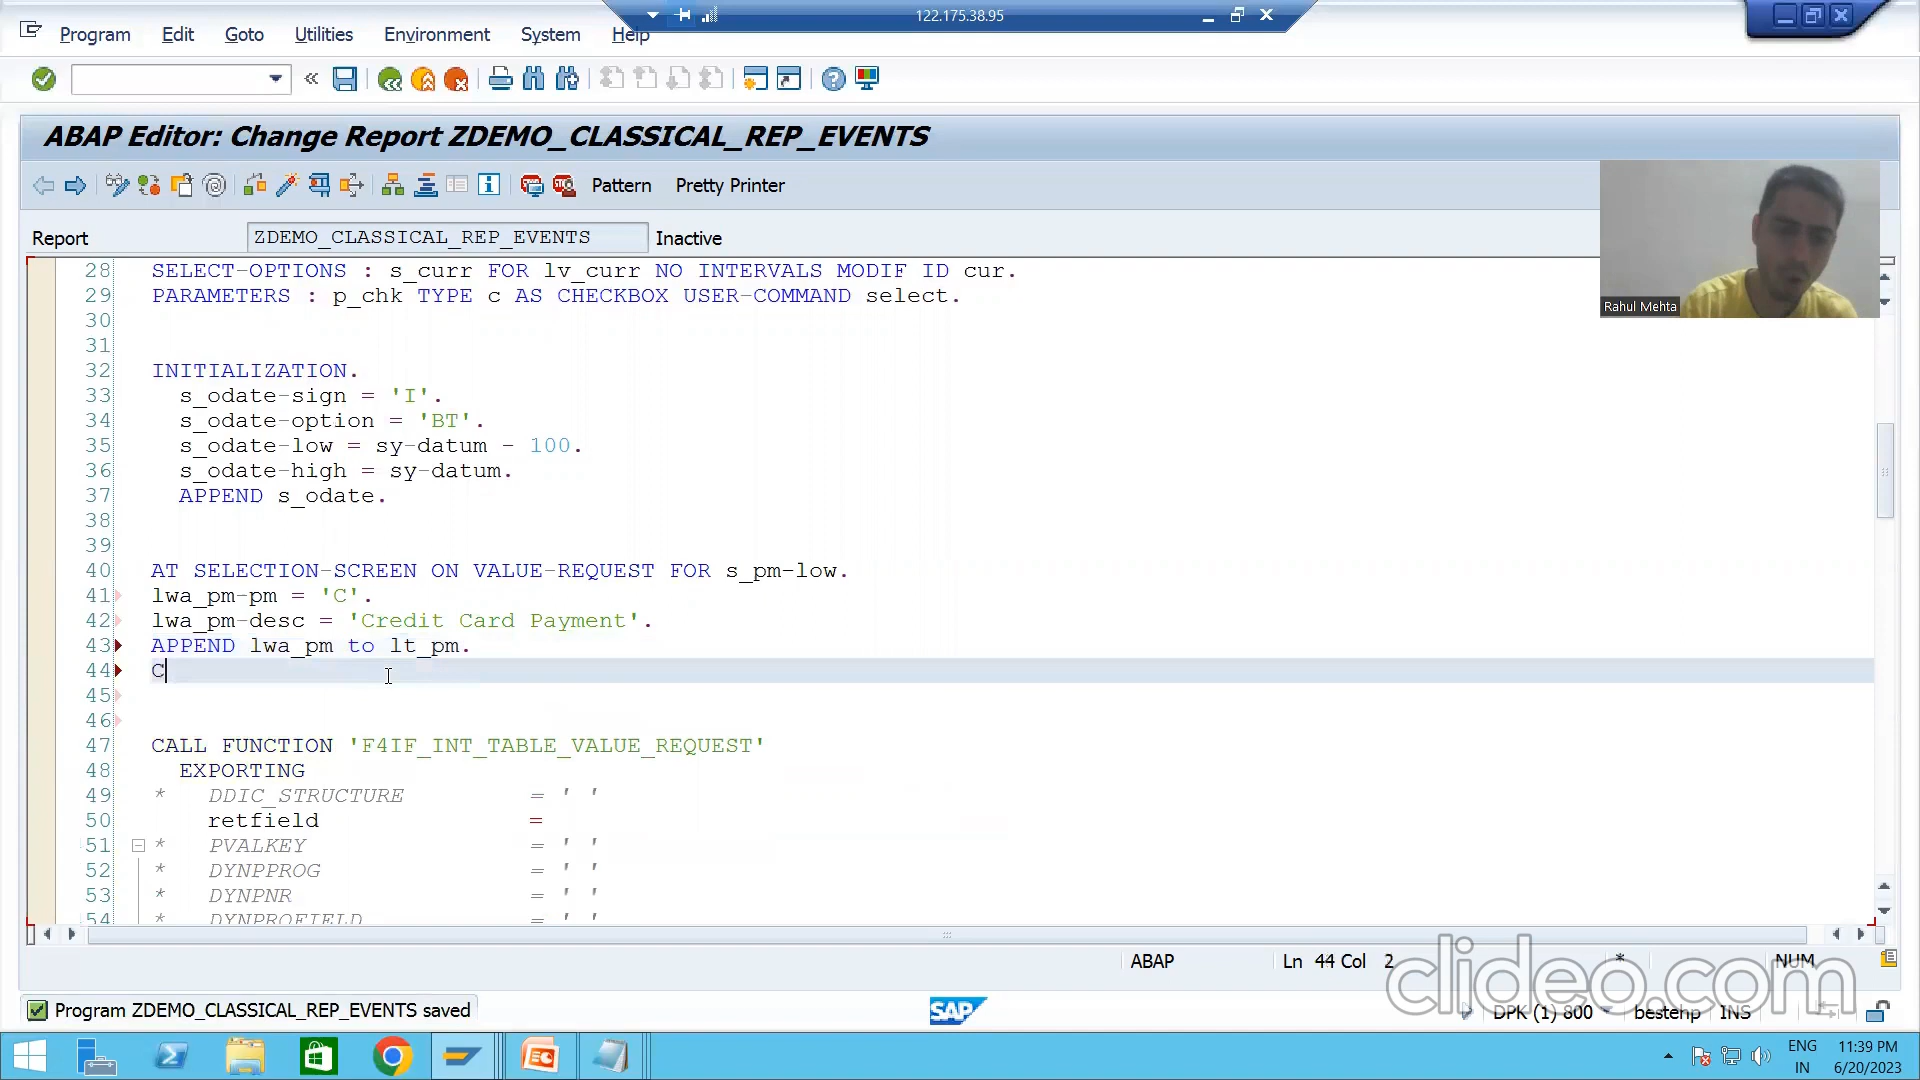 122.175.38.95
Program Edit Goto Utilities Environment System Help
ABAP Editor: Change Report ZDEMO_CLASSICAL_REP_EVENTS
Pattern Pretty Printer
Report ZDEMO_CLASSICAL_REP_EVENTS Inactive
Rahul Mehta
28 SELECT-OPTIONS : s_curr FOR lv_curr NO INTERVALS MODIF ID cur.
29 PARAMETERS : p_chk TYPE c AS CHECKBOX USER-COMMAND select.
30
31
32 INITIALIZATION.
33 s_odate-sign = 'I'.
34 s_odate-option = 'BT'.
35 s_odate-low = sy-datum - 100.
36 s_odate-high = sy-datum.
37 APPEND s_odate.
38
39
40 AT SELECTION-SCREEN ON VALUE-REQUEST FOR s_pm-low.
41 lwa_pm-pm = 'C'.
42 lwa_pm-desc = 'Credit Card Payment'.
43 APPEND lwa_pm to lt_pm.
44 C
45
46
47 CALL FUNCTION 'F4IF_INT_TABLE_VALUE_REQUEST'
48 EXPORTING
49 * DDIC_STRUCTURE = ' '
50 retfield =
51 * PVALKEY = ' '
52 * DYNPPROG = ' '
53 * DYNPNR = ' '
54 * DYNPROFIELD = ' '
ABAP Ln 44 Col 2 * NUM
clideo.com
Program ZDEMO_CLASSICAL_REP_EVENTS saved
SAP
DPK (1) 800 bestehp INS
ENG 11:39 PM
IN 6/20/2023